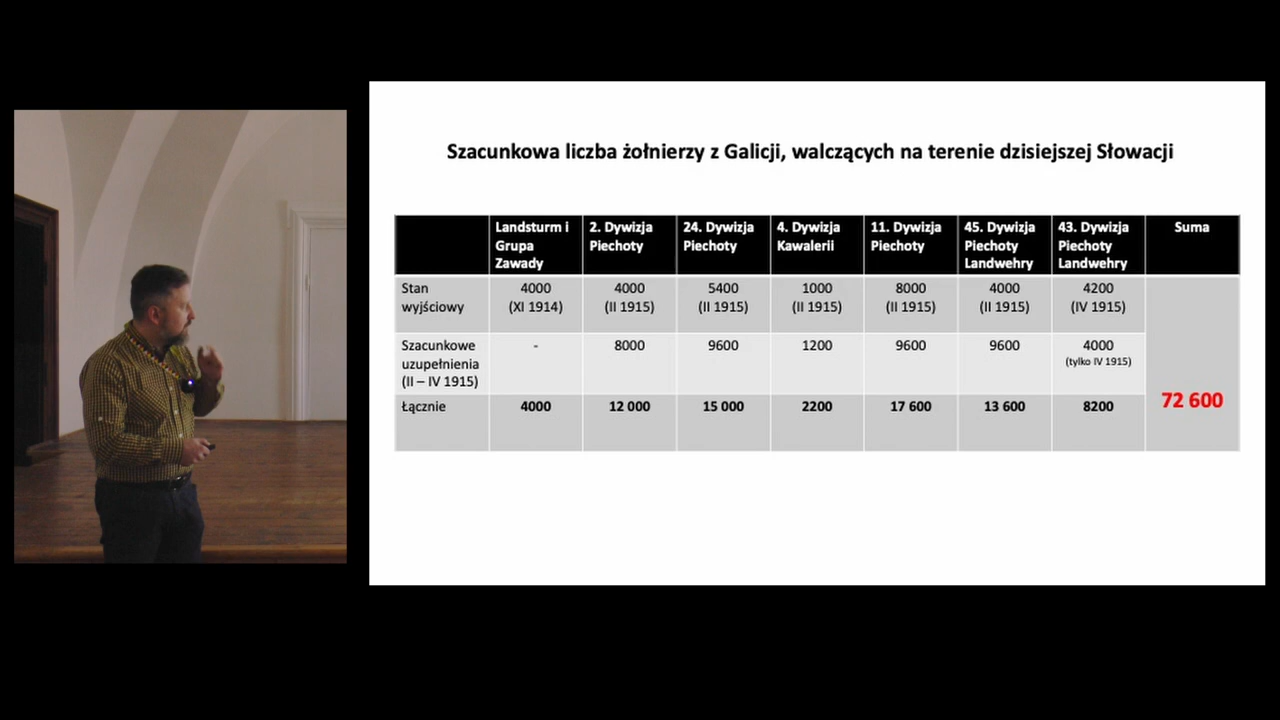 Szacunkowa liczba żołnierzy z Galicji, walczących na terenie dzisiejszej Słowacji
Landsturm i Grupa Zawady 2. Dywizja Piechoty 24. Dywizja Piechoty 4. Dywizja Kawalerii 11. Dywizja Piechoty 45. Dywizja Piechoty Landwehry 43. Dywizja Piechoty Landwehry Suma
Stan wyjściowy 4000 (XI 1914) 4000 (II 1915) 5400 (II 1915) 1000 (II 1915) 8000 (II 1915) 4000 (II 1915) 4200 (IV 1915)
Szacunkowe uzupełnienia (II – IV 1915) - 8000 9600 1200 9600 9600 4000 (tylko IV 1915)
Łącznie 4000 12 000 15 000 2200 17 600 13 600 8200 72 600